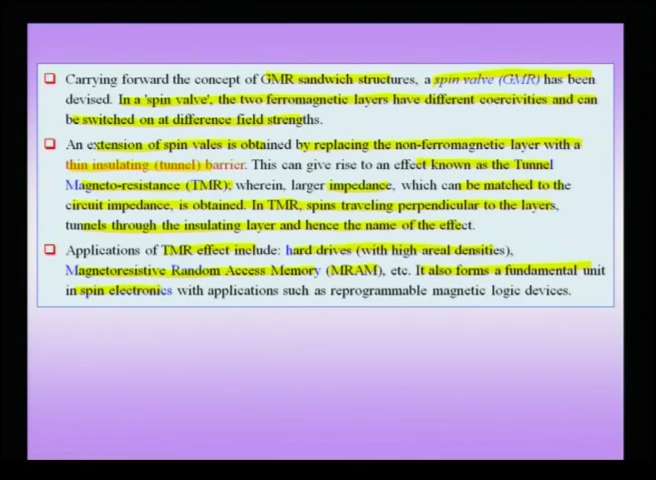 Carrying forward the concept of GMR sandwich structures, a spin valve (GMR) has been
devised. In a 'spin valve', the two ferromagnetic layers have different coercivities and can
be switched on at difference field strengths.
An extension of spin vales is obtained by replacing the non-ferromagnetic layer with a
thin insulating (tunnel) barrier. This can give rise to an effect known as the Tunnel
Magneto-resistance (TMR); wherein, larger impedance, which can be matched to the
circuit impedance, is obtained. In TMR, spins traveling perpendicular to the layers,
tunnels through the insulating layer and hence the name of the effect.
Applications of TMR effect include: hard drives (with high areal densities),
Magnetoresistive Random Access Memory (MRAM), etc. It also forms a fundamental unit
in spin electronics with applications such as reprogrammable magnetic logic devices.